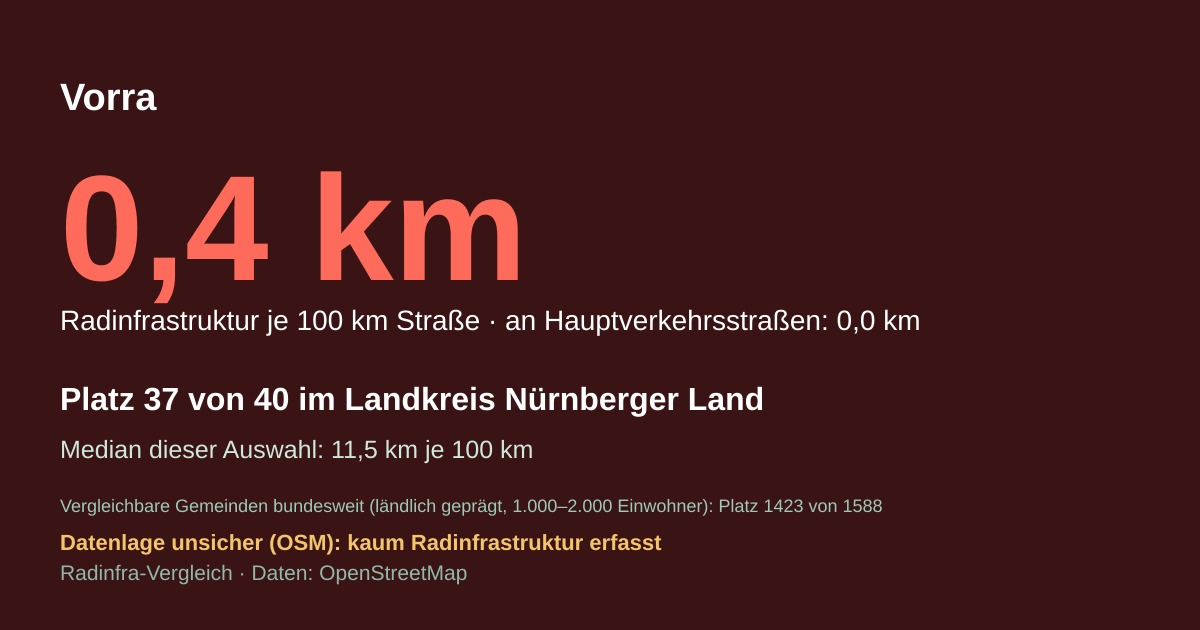 Vorra
0,4 km
Radinfrastruktur je 100 km Straße · an Hauptverkehrsstraßen: 0,0 km
Platz 37 von 40 im Landkreis Nürnberger Land
Median dieser Auswahl: 11,5 km je 100 km
Vergleichbare Gemeinden bundesweit (ländlich geprägt, 1.000–2.000 Einwohner): Platz 1423 von 1588
Datenlage unsicher (OSM): kaum Radinfrastruktur erfasst
Radinfra-Vergleich · Daten: OpenStreetMap